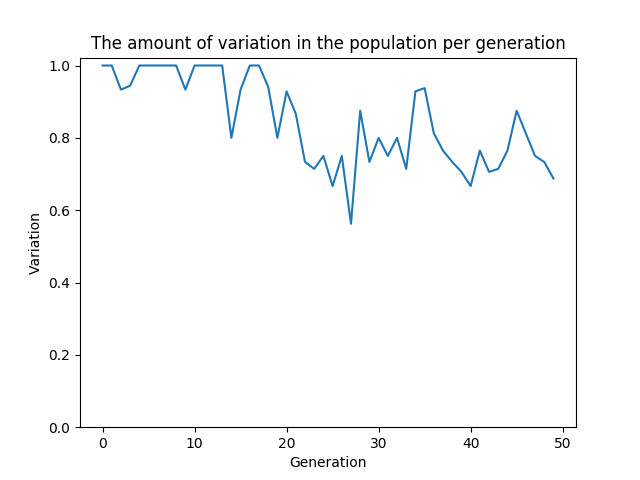 The amount of variation in the population per generation
1.0
0.8
0.6
0.4
0.2
0.0
Variation
0 10 20 30 40 50
Generation